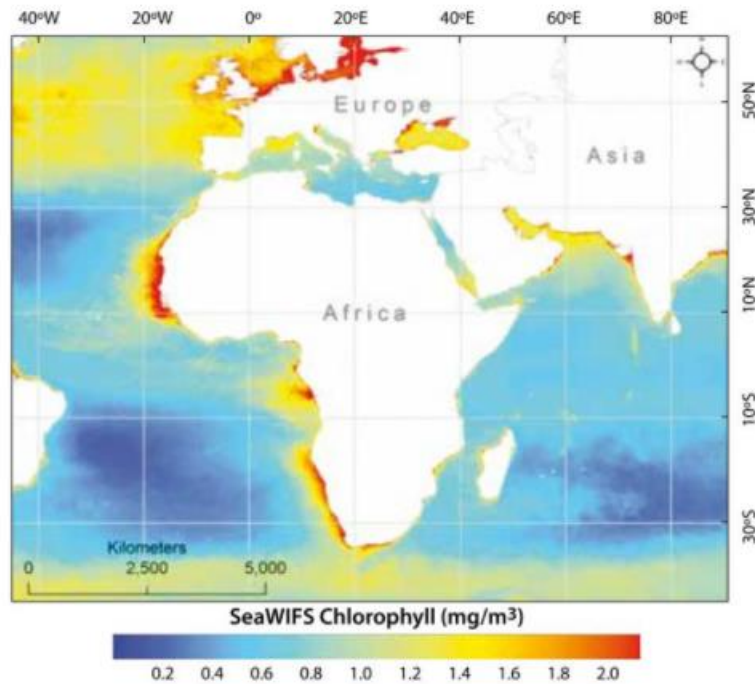 40ºW 20ºW 0º 20ºE 40ºE 60ºE 80ºE
50ºN
Europe
Asia
30ºN
Africa
10ºN
10ºS
30ºS
Kilometers
0 2,500 5,000
SeaWIFS Chlorophyll (mg/m³)
0.2 0.4 0.6 0.8 1.0 1.2 1.4 1.6 1.8 2.0